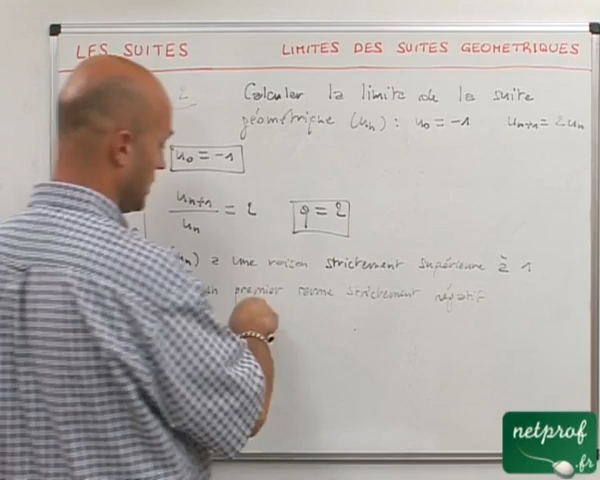 LES SUITES LIMITES DES SUITES GEOMETRIQUES
2 Calculer la limite de la suite
géométrique (un) : u0 = -1 un+1 = 2un
u0 = -1
un+1/un = 2 q = 2
un) a une raison strictement supérieure à 1
un premier terme strictement négatif
netprof
.fr